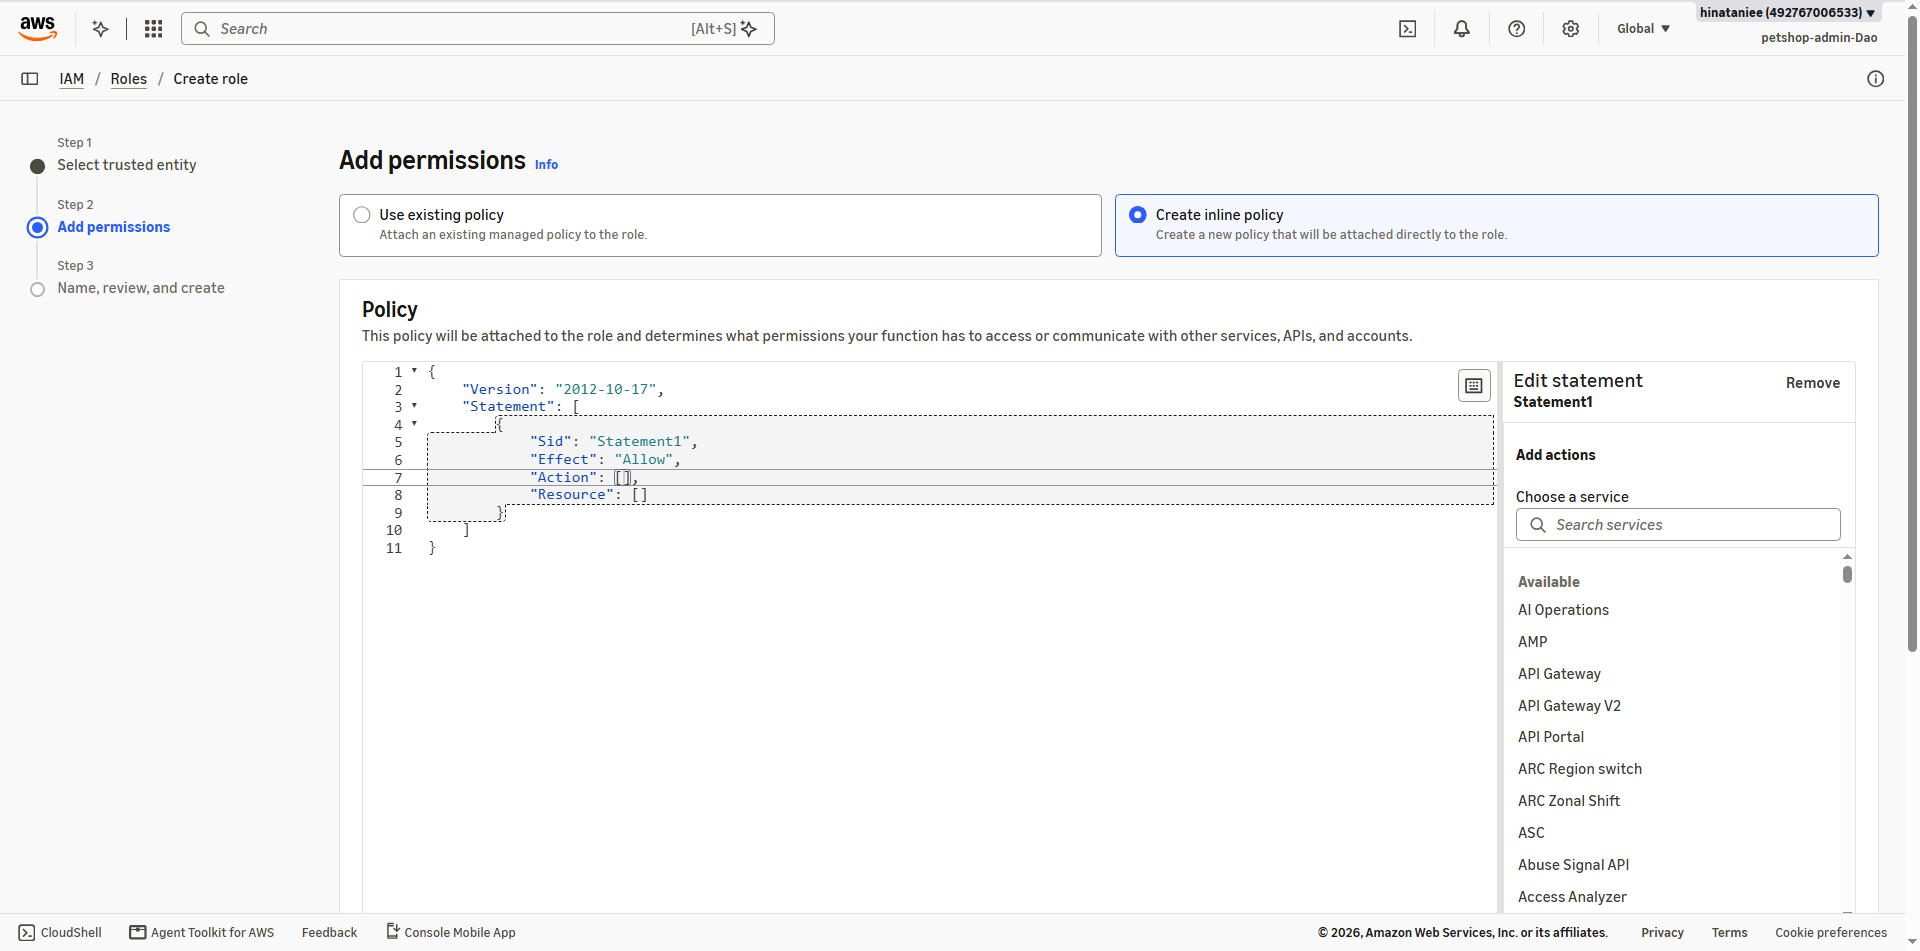 aws
Search
[Alt+S]
Global
hinataniee (492767006533)
petshop-admin-Dao
IAM / Roles / Create role
Step 1
Select trusted entity
Step 2
Add permissions
Step 3
Name, review, and create
Add permissions Info
Use existing policy
Attach an existing managed policy to the role.
Create inline policy
Create a new policy that will be attached directly to the role.
Policy
This policy will be attached to the role and determines what permissions your function has to access or communicate with other services, APIs, and accounts.
1 {
2 "Version": "2012-10-17",
3 "Statement": [
4 {
5 "Sid": "Statement1",
6 "Effect": "Allow",
7 "Action": [],
8 "Resource": []
9 }
10 ]
11 }
Edit statement
Remove
Statement1
Add actions
Choose a service
Search services
Available
AI Operations
AMP
API Gateway
API Gateway V2
API Portal
ARC Region switch
ARC Zonal Shift
ASC
Abuse Signal API
Access Analyzer
CloudShell
Agent Toolkit for AWS
Feedback
Console Mobile App
© 2026, Amazon Web Services, Inc. or its affiliates.
Privacy
Terms
Cookie preferences